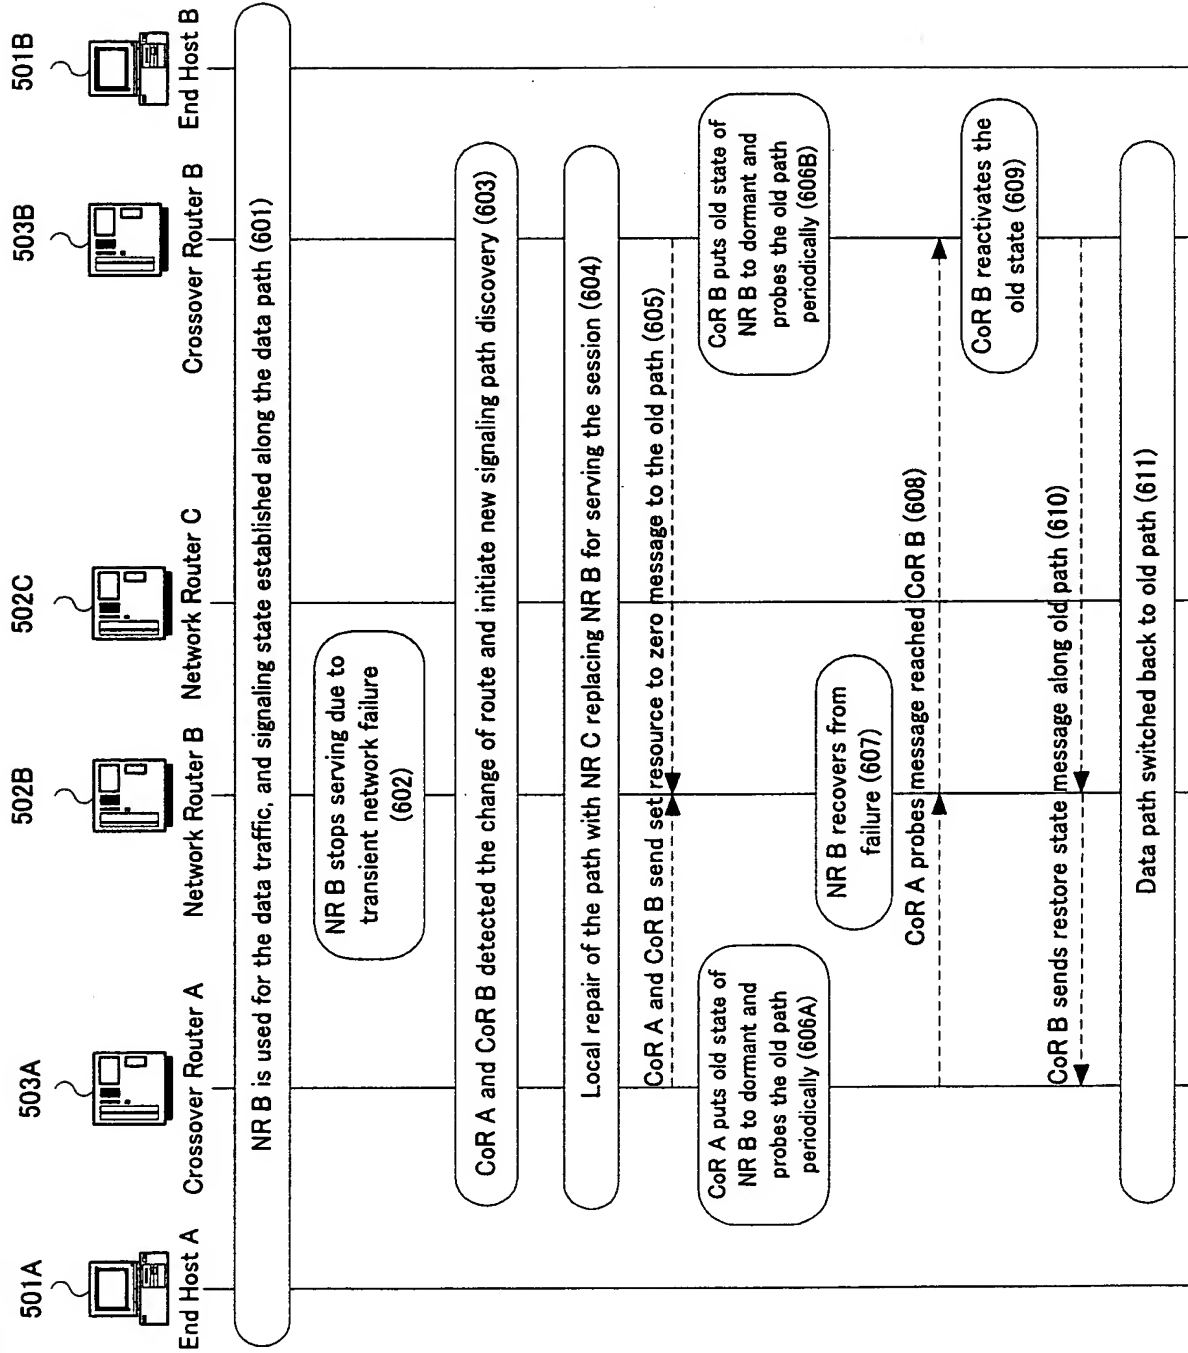 501A
503A
502B
502C
503B
501B
End Host A
Crossover Router A
Network Router B
Network Router C
Crossover Router B
End Host B
NR B is used for the data traffic, and signaling state established along the data path (601)
NR B stops serving due to
transient network failure
(602)
CoR A and CoR B detected the change of route and initiate new signaling path discovery (603)
Local repair of the path with NR C replacing NR B for serving the session (604)
CoR A and CoR B send set resource to zero message to the old path (605)
CoR A puts old state of
NR B to dormant and
probes the old path
periodically (606A)
CoR B puts old state of
NR B to dormant and
probes the old path
periodically (606B)
NR B recovers from
failure (607)
CoR A probes message reached CoR B (608)
CoR B reactivates the
old state (609)
CoR B sends restore state message along old path (610)
Data path switched back to old path (611)